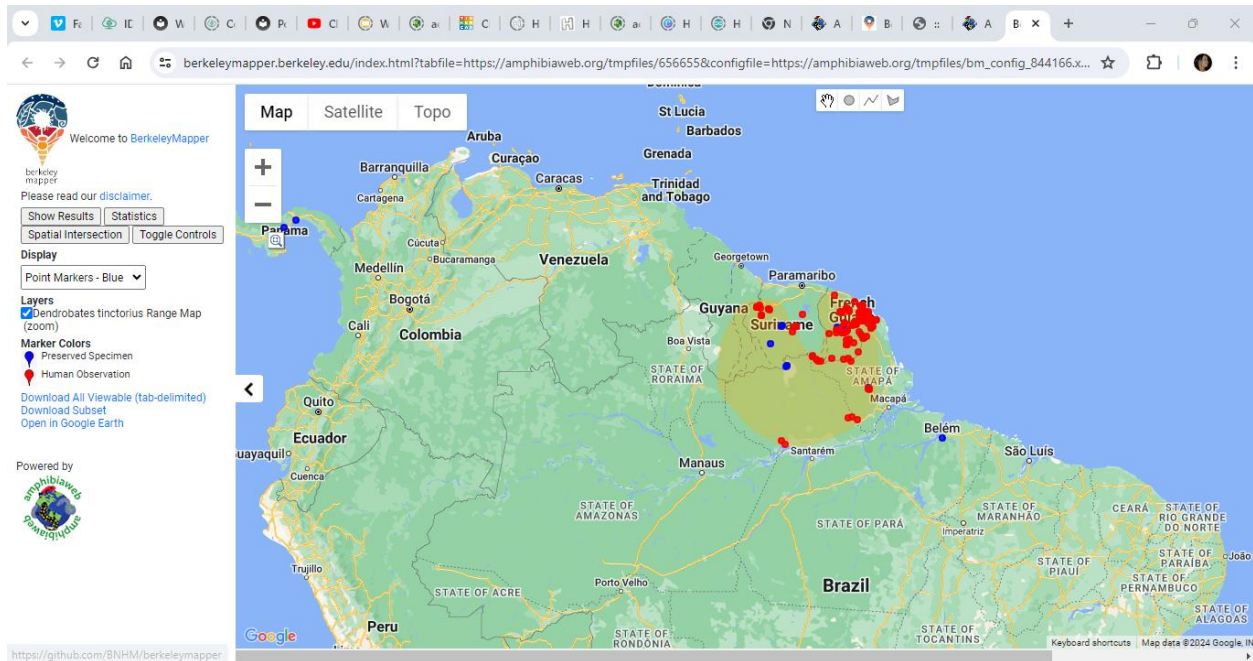 berkeleymapper.berkeley.edu/index.html?tabfile=https://amphibiaweb.org/tmpfiles/656655&configfile=https://amphibiaweb.org/tmpfiles/bm_config_844166.x...
berkeley
mapper
Welcome to BerkeleyMapper
Please read our disclaimer.
Show Results
Statistics
Spatial Intersection
Toggle Controls
Display
Point Markers - Blue
Layers
Dendrobates tinctorius Range Map
(zoom)
Marker Colors
Preserved Specimen
Human Observation
Download All Viewable (tab-delimited)
Download Subset
Open in Google Earth
Powered by
amphibiaweb
amphibiaweb
https://github.com/BNHM/berkeleymapper
Map
Satellite
Topo
St Lucia
Barbados
Aruba
Curaçao
Grenada
Barranquilla
Caracas
Trinidad
and Tobago
Cartagena
Panama
Cúcuta
Bucaramanga
Venezuela
Georgetown
Medellín
Paramaribo
Bogotá
Guyana
French
Suriname
Cali
Colombia
Boa Vista
STATE OF
RORAIMA
STATE OF
AMAPÁ
Quito
Macapá
Ecuador
Belém
uayaquil
São Luís
Cuenca
Manaus
Santarém
STATE OF
AMAZONAS
STATE OF PARÁ
STATE OF
MARANHÃO
CEARÁ
STATE OF
RIO GRANDE
DO NORTE
Imperatriz
STATE OF
PARAÍBA
João
STATE OF
PIAUÍ
STATE OF
PERNAMBUCO
Trujillo
STATE OF ACRE
Porto Velho
Brazil
STATE OF
ALAGOAS
Peru
STATE OF
RONDÔNIA
STATE OF
TOCANTINS
Google
Keyboard shortcuts
Map data ©2024 Google, IN